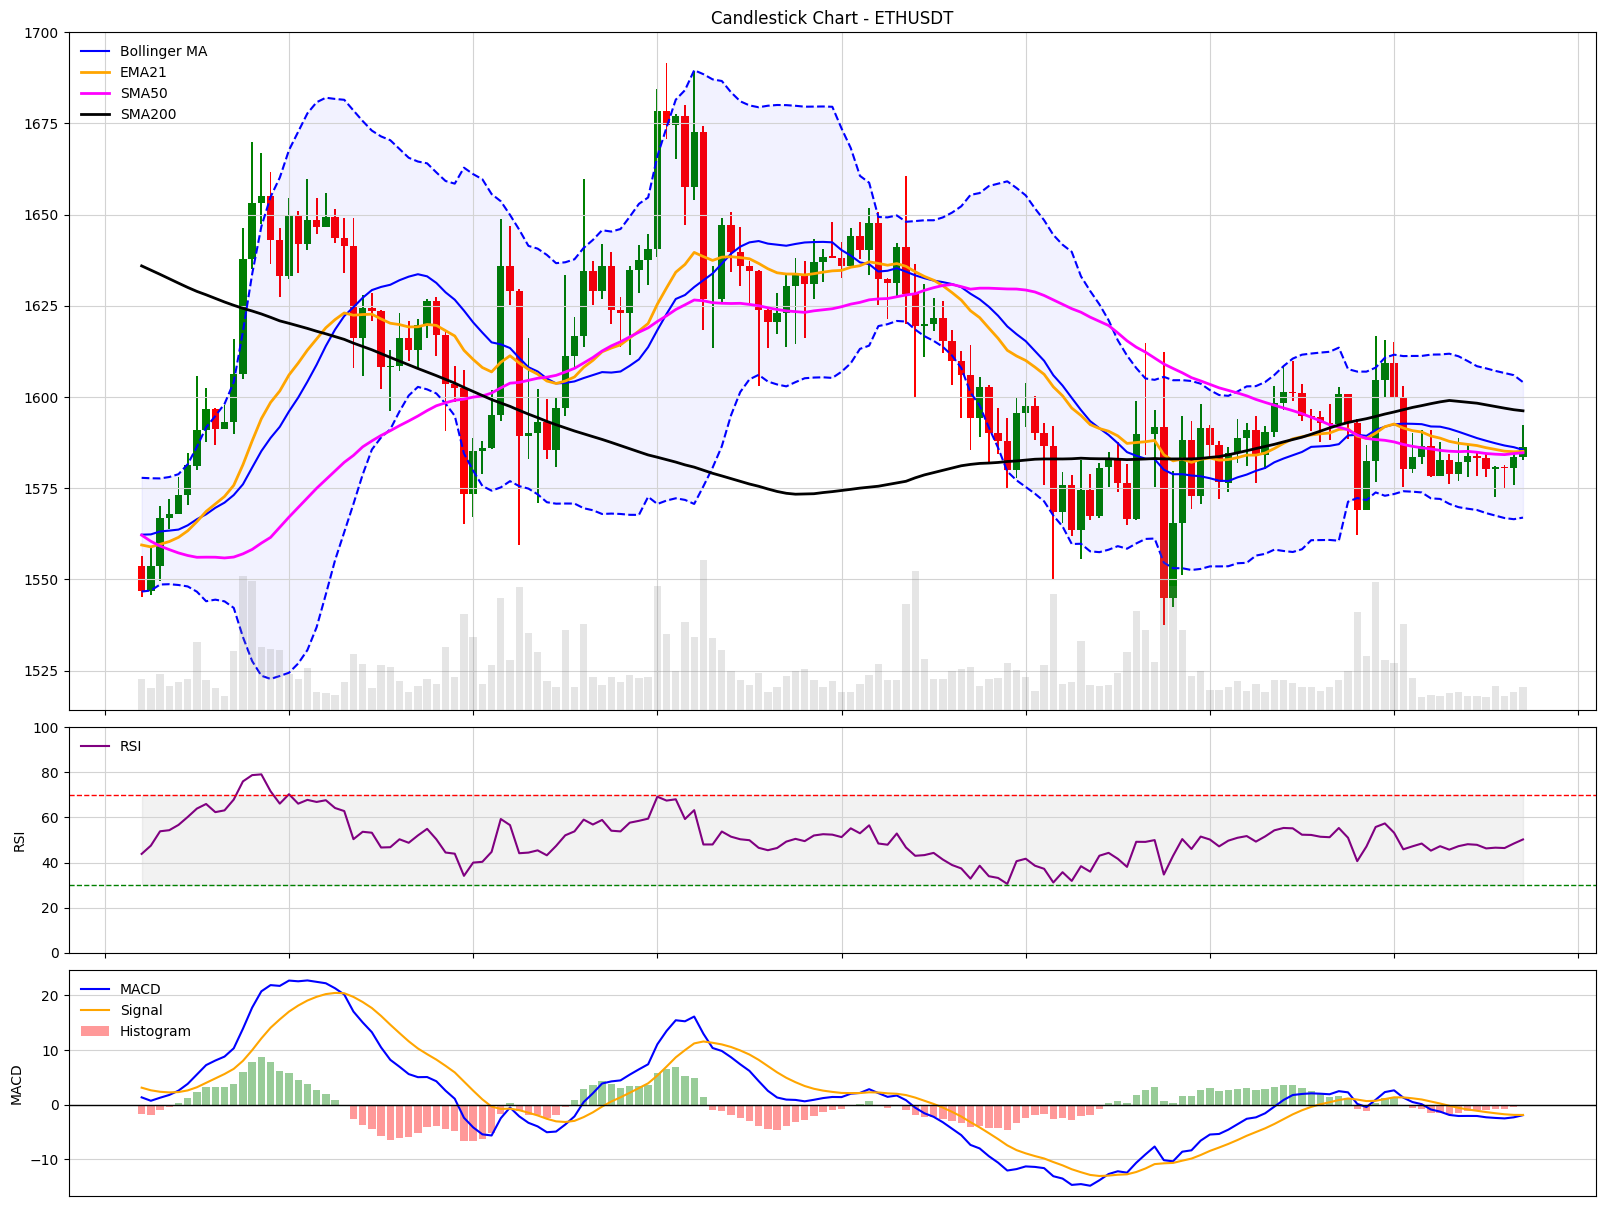 Candlestick Chart - ETHUSDT
Bollinger MA
EMA21
SMA50
SMA200
1700
1675
1650
1625
1600
1575
1550
1525
RSI
100
80
60
40
20
0
RSI
MACD
Signal
Histogram
20
10
0
−10
MACD